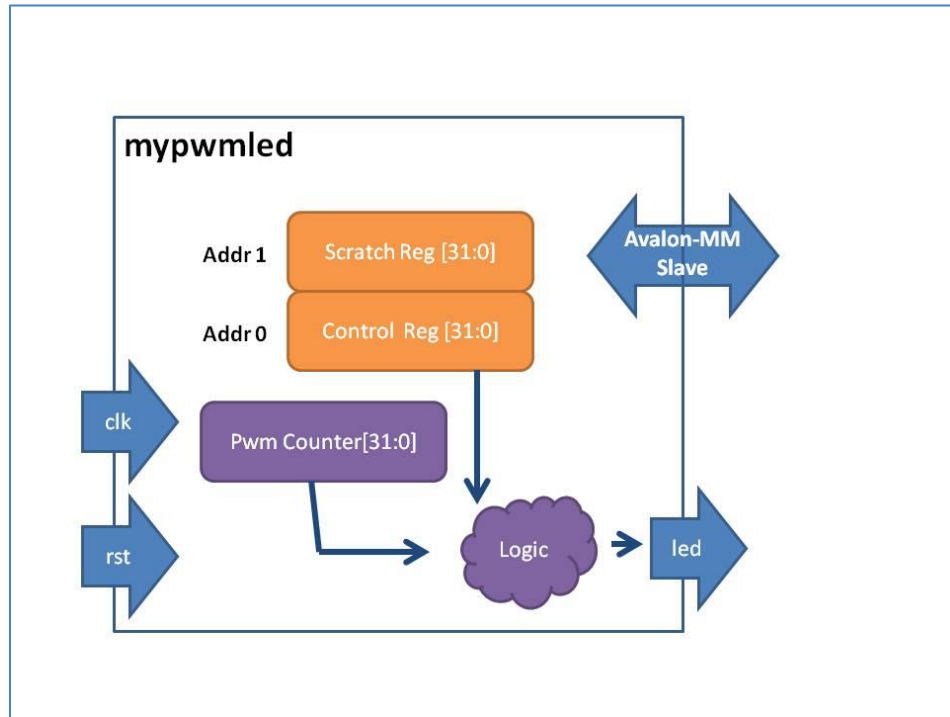 mypwmled
Addr 1
Scratch Reg [31:0]
Avalon-MM
Slave
Addr 0
Control Reg [31:0]
clk
Pwm Counter[31:0]
rst
Logic
led